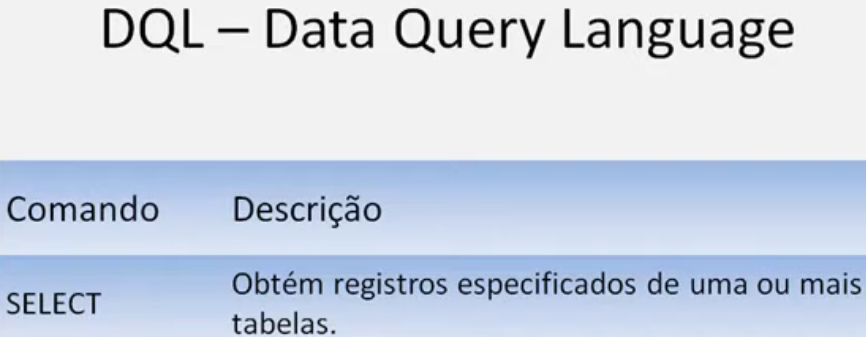 DQL – Data Query Language
Comando Descrição
SELECT Obtém registros especificados de uma ou mais
tabelas.